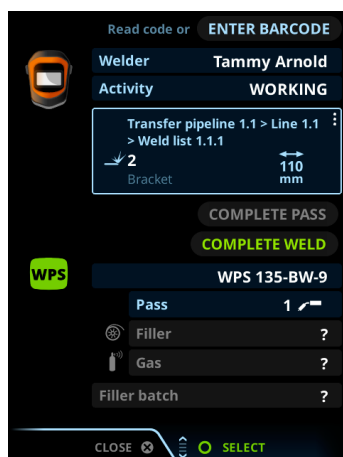 Read code or ENTER BARCODE
Welder Tammy Arnold
Activity WORKING
Transfer pipeline 1.1 > Line 1.1
> Weld list 1.1.1
2
110
Bracket
mm
COMPLETE PASS
COMPLETE WELD
WPS
WPS 135-BW-9
Pass 1
Filler ?
Gas ?
Filler batch ?
CLOSE SELECT